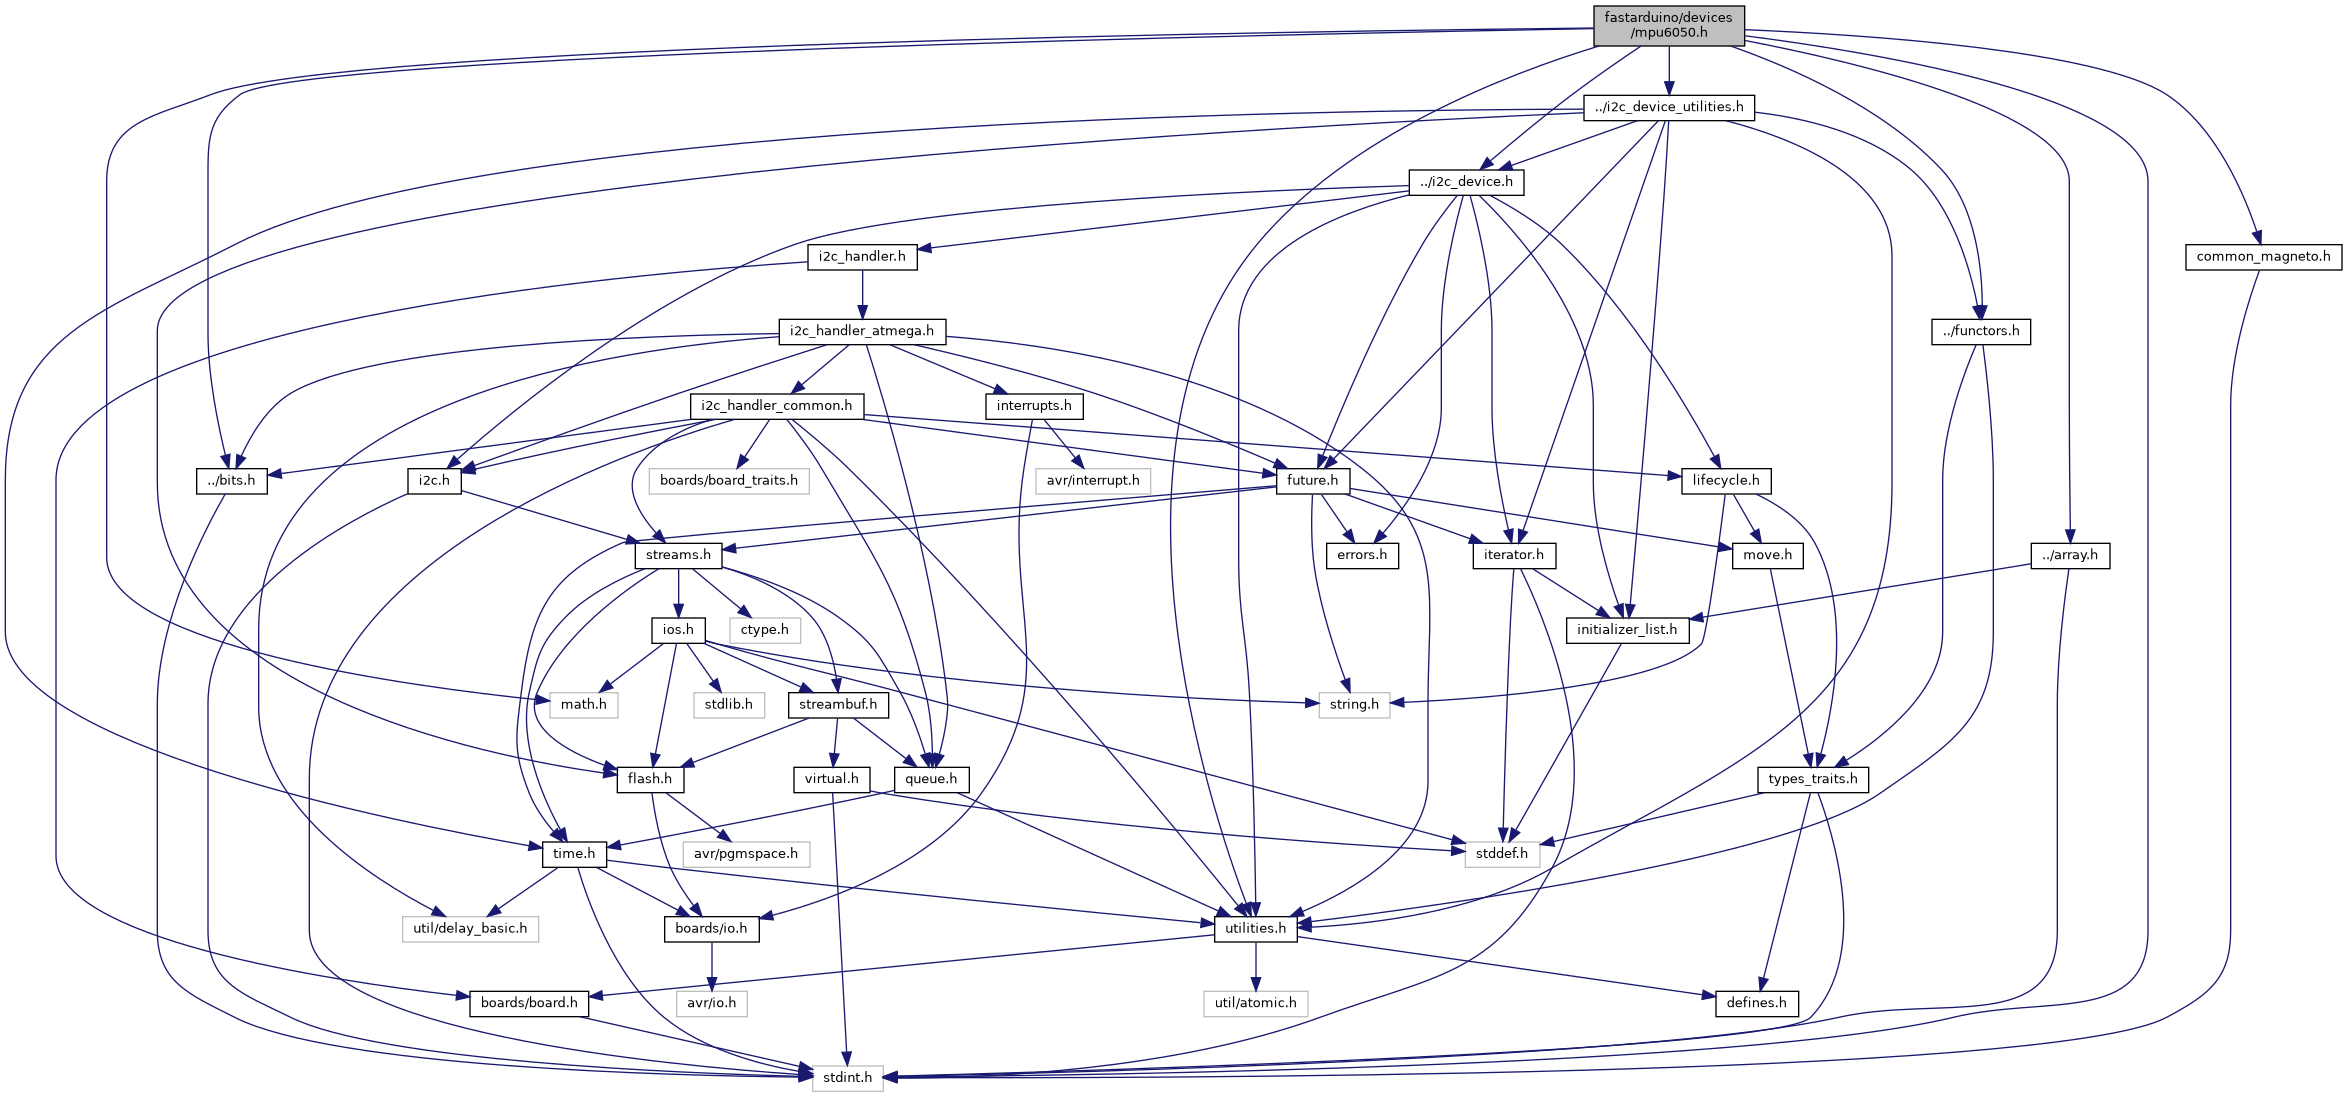 fastarduino/devices
/mpu6050.h
../i2c_device_utilities.h
../i2c_device.h
i2c_handler.h
common_magneto.h
i2c_handler_atmega.h
../functors.h
i2c_handler_common.h
interrupts.h
../bits.h
i2c.h
boards/board_traits.h
avr/interrupt.h
future.h
lifecycle.h
streams.h
errors.h
iterator.h
move.h
../array.h
ios.h
ctype.h
initializer_list.h
math.h
stdlib.h
streambuf.h
string.h
flash.h
virtual.h
queue.h
types_traits.h
time.h
avr/pgmspace.h
stddef.h
util/delay_basic.h
boards/io.h
utilities.h
boards/board.h
avr/io.h
util/atomic.h
defines.h
stdint.h